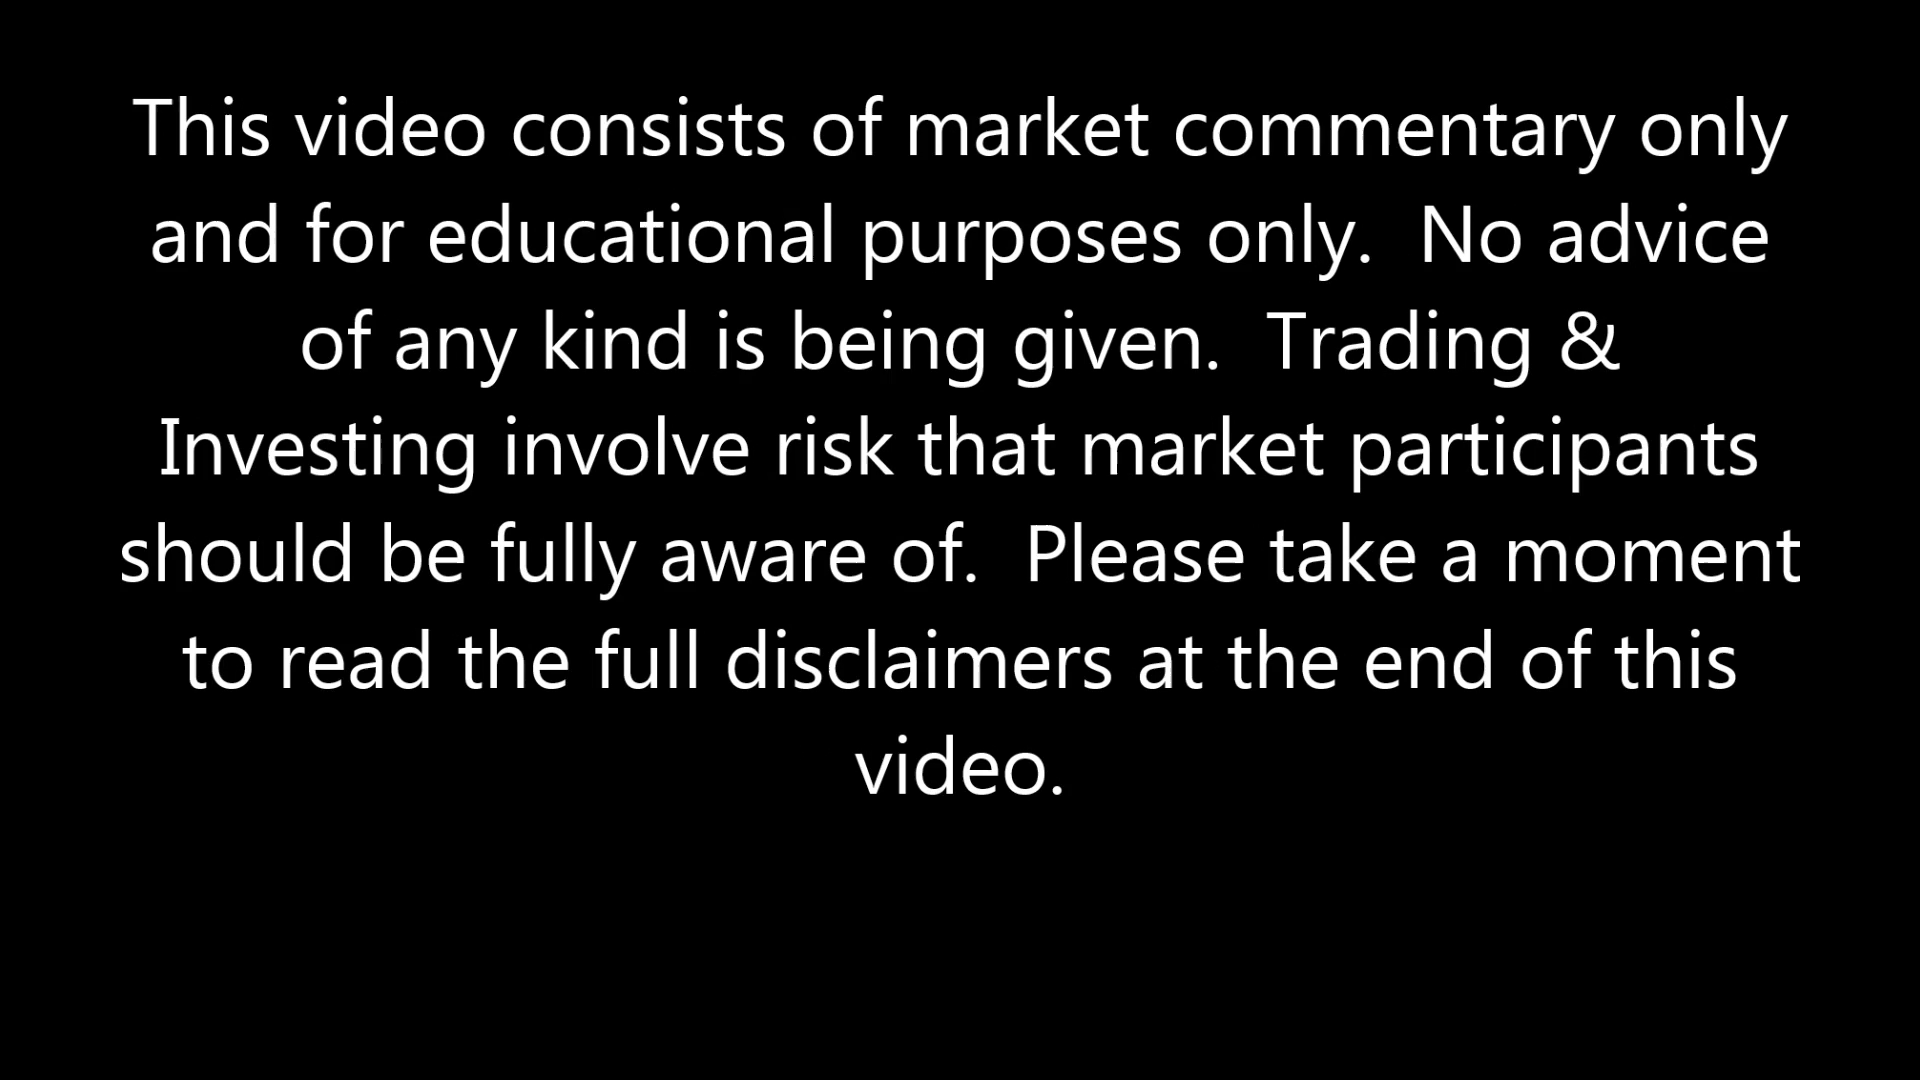 This video consists of market commentary only
and for educational purposes only.  No advice
of any kind is being given.  Trading &
Investing involve risk that market participants
should be fully aware of.  Please take a moment
to read the full disclaimers at the end of this
video.